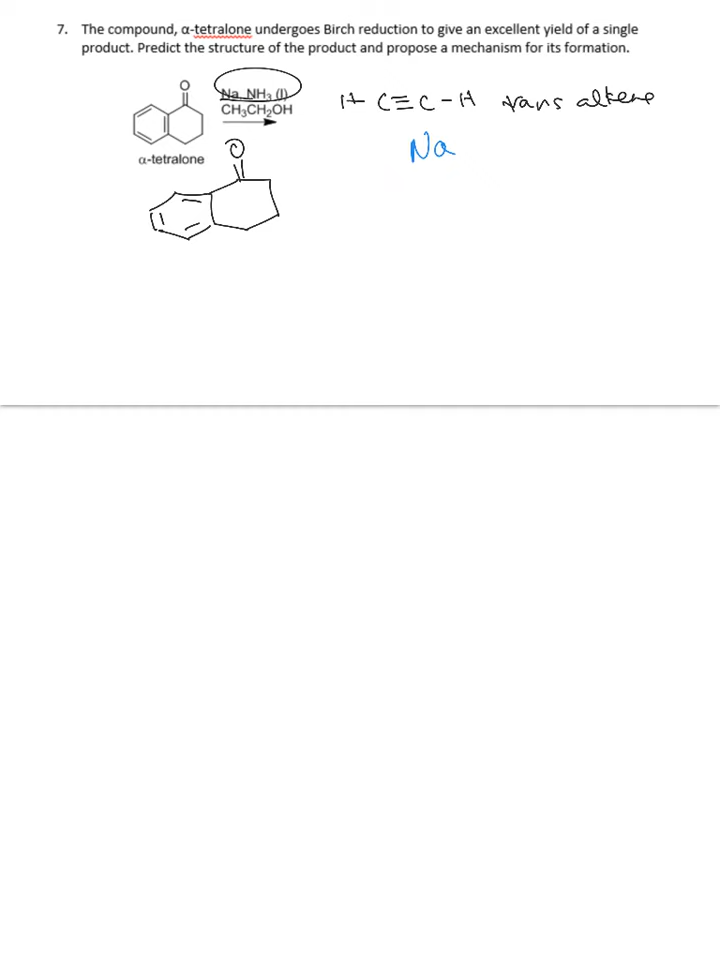 7. The compound, α-tetralone undergoes Birch reduction to give an excellent yield of a single
product. Predict the structure of the product and propose a mechanism for its formation.
O
Na NH₃ (l)
CH₃CH₂OH
H C≡C-H trans alkene
Na
α-tetralone
O